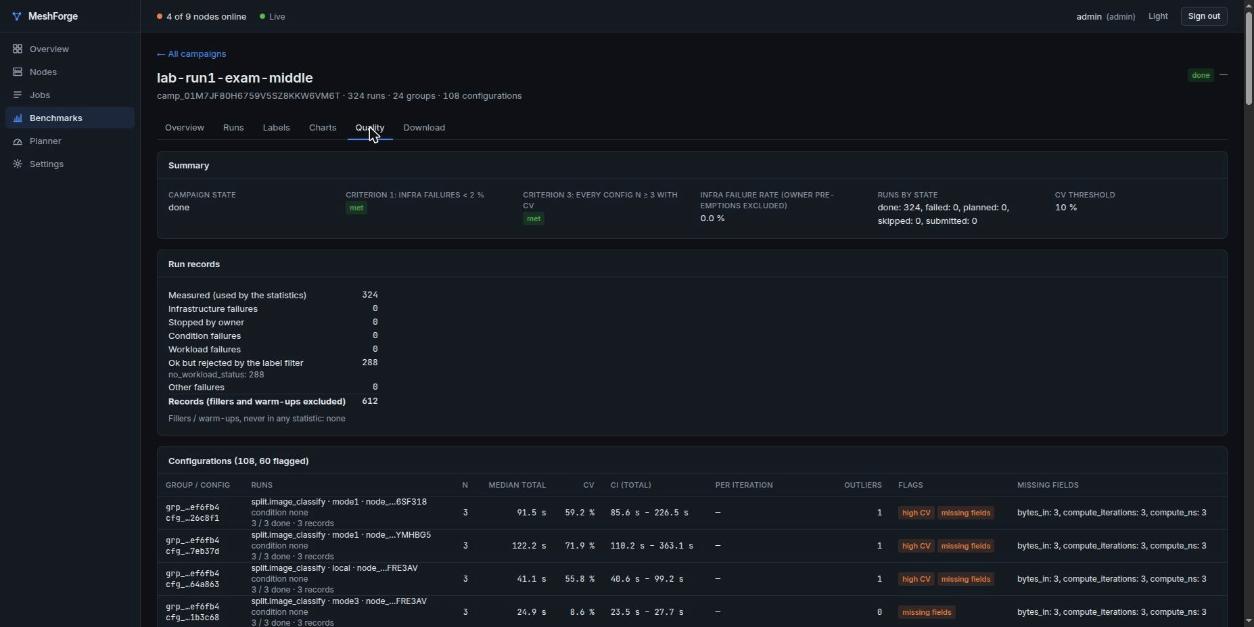 MeshForge
4 of 9 nodes online
Live
admin (admin)
Light
Sign out
Overview
Nodes
Jobs
Benchmarks
Planner
Settings
← All campaigns
lab-run1-exam-middle
done —
camp_01M7JF80H6759V5SZ8KKW6VM6T · 324 runs · 24 groups · 108 configurations
Overview Runs Labels Charts Quality Download
Summary
CAMPAIGN STATE
done
CRITERION 1: INFRA FAILURES < 2 %
met
CRITERION 3: EVERY CONFIG N ≥ 3 WITH
CV
met
INFRA FAILURE RATE (OWNER PRE-
EMPTIONS EXCLUDED)
0.0 %
RUNS BY STATE
done: 324, failed: 0, planned: 0,
skipped: 0, submitted: 0
CV THRESHOLD
10 %
Run records
Measured (used by the statistics) 324
Infrastructure failures 0
Stopped by owner 0
Condition failures 0
Workload failures 0
Ok but rejected by the label filter 288
no_workload_status: 288
Other failures 0
Records (fillers and warm-ups excluded) 612
Fillers / warm-ups, never in any statistic: none
Configurations (108, 60 flagged)
GROUP / CONFIG RUNS N MEDIAN TOTAL CV CI (TOTAL) PER ITERATION OUTLIERS FLAGS MISSING FIELDS
split.image_classify · mode1 · node_…6SF318
grp_…ef6fb4
condition none
cfg_…26c8f1
3 / 3 done · 3 records
3 91.5 s 59.2 % 85.6 s – 226.5 s — 1 high CV missing fields bytes_in: 3, compute_iterations: 3, compute_ns: 3
split.image_classify · mode1 · node_…YMHBG5
grp_…ef6fb4
condition none
cfg_…7eb37d
3 / 3 done · 3 records
3 122.2 s 71.9 % 110.2 s – 363.1 s — 1 high CV missing fields bytes_in: 3, compute_iterations: 3, compute_ns: 3
split.image_classify · local · node_…FRE3AV
grp_…ef6fb4
condition none
cfg_…64a863
3 / 3 done · 3 records
3 41.1 s 55.8 % 40.6 s – 99.2 s — 1 high CV missing fields bytes_in: 3, compute_iterations: 3, compute_ns: 3
split.image_classify · mode3 · node_…FRE3AV
grp_…ef6fb4
condition none
cfg_…1b3c68
3 / 3 done · 3 records
3 24.9 s 8.6 % 23.5 s – 27.7 s — 0 missing fields bytes_in: 3, compute_iterations: 3, compute_ns: 3